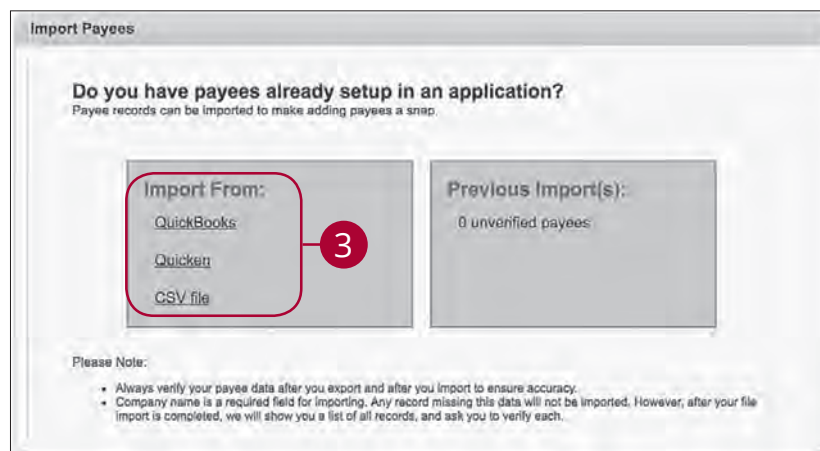 Import Payees
Do you have payees already setup in an application?
Payee records can be imported to make adding payees a snap.
Import From:
QuickBooks
Quicken
CSV file
3
Previous Import(s):
0 unverified payees
Please Note:
• Always verify your payee data after you export and after you import to ensure accuracy.
• Company name is a required field for importing. Any record missing this data will not be imported. However, after your file
import is completed, we will show you a list of all records, and ask you to verify each.